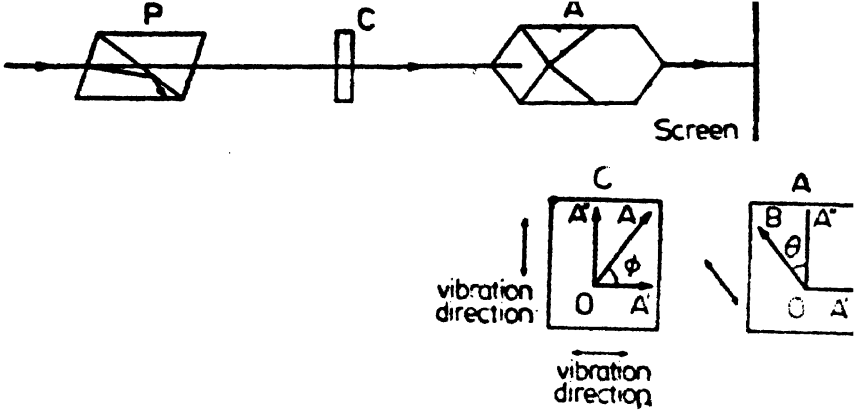 P
C
A
Screen
C
A
A" A
φ
O A'
vibration
direction
vibration
direction
B A"
θ
O A'